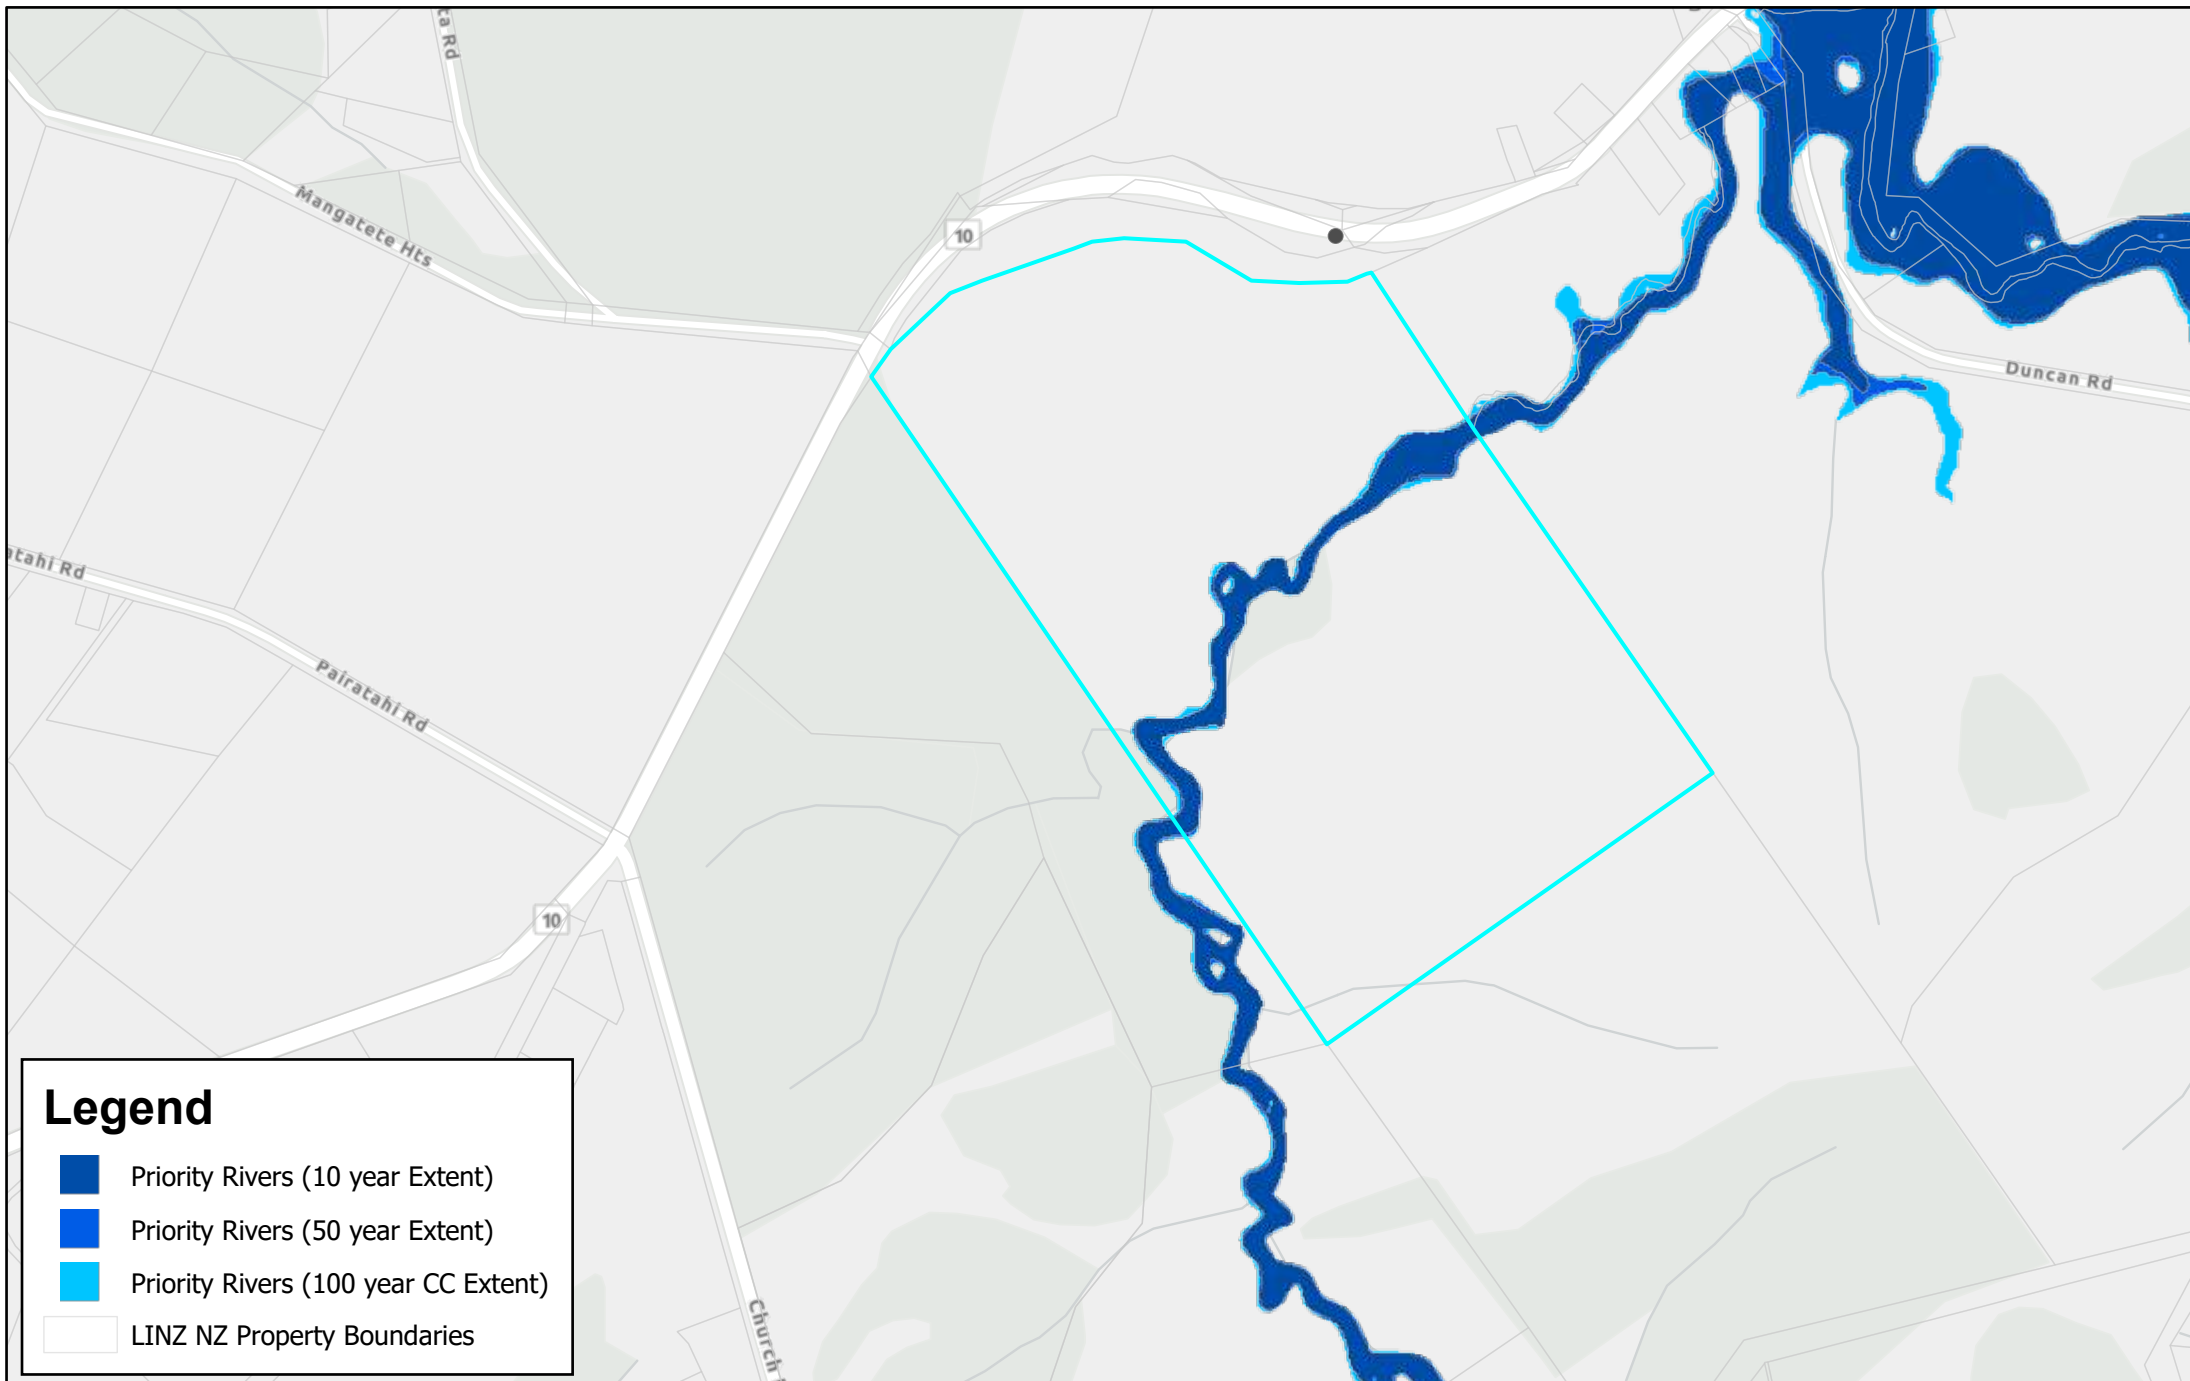 ta Rd
Mangatete Hts
10
Duncan Rd
atahi Rd
Pairatahi Rd
10
Church
Legend
Priority Rivers (10 year Extent)
Priority Rivers (50 year Extent)
Priority Rivers (100 year CC Extent)
LINZ NZ Property Boundaries